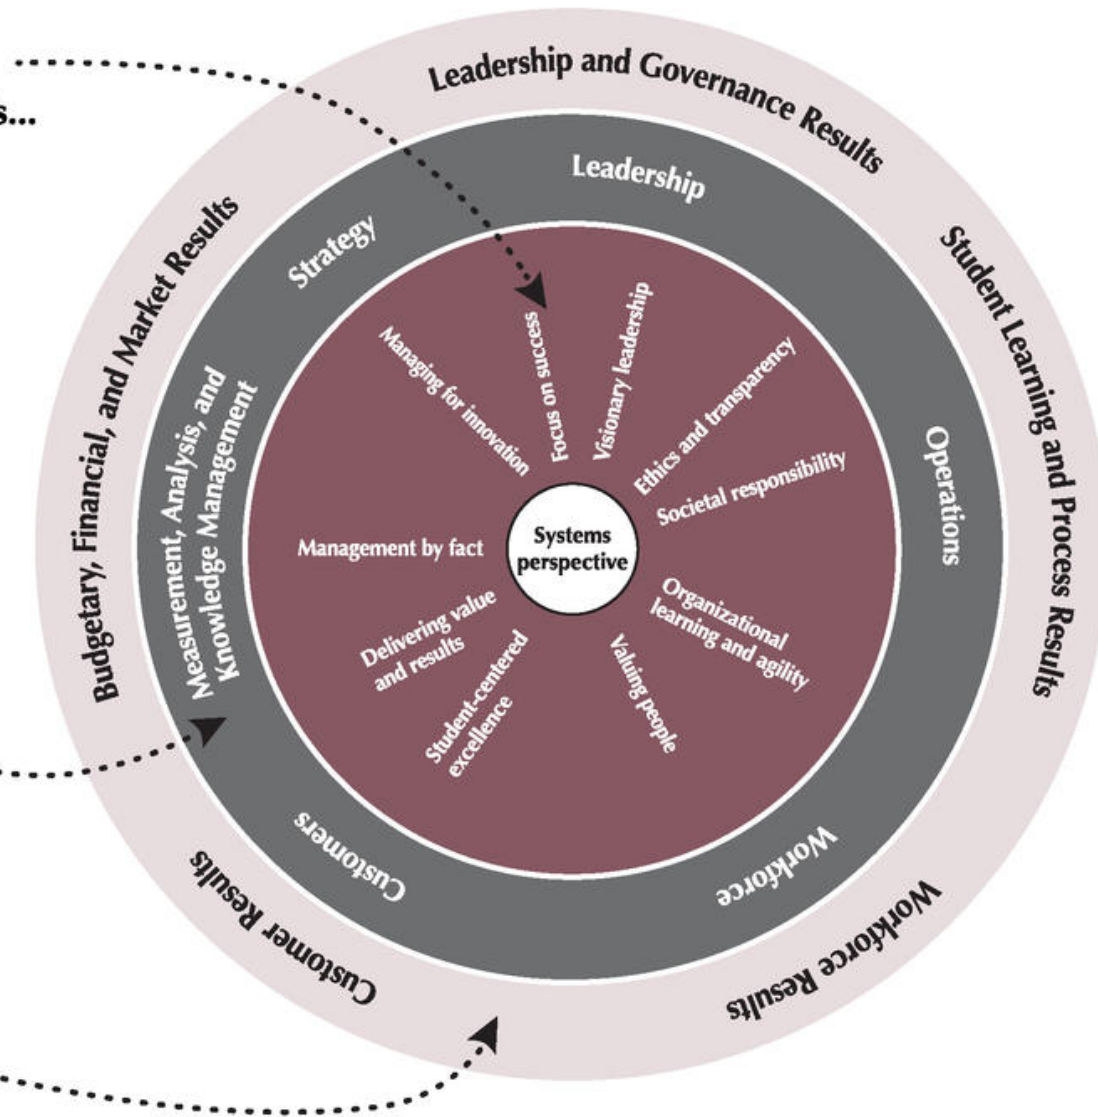 s...
Leadership and Governance Results
Student Learning and Process Results
Workforce Results
Customer Results
Budgetary, Financial, and Market Results
Leadership
Operations
Workforce
Customers
Measurement, Analysis, and
Knowledge Management
Strategy
Focus on success
Visionary leadership
Ethics and transparency
Societal responsibility
Organizational
learning and agility
Valuing people
Student-centered
excellence
Delivering value
and results
Management by fact
Managing for innovation
Systems
perspective